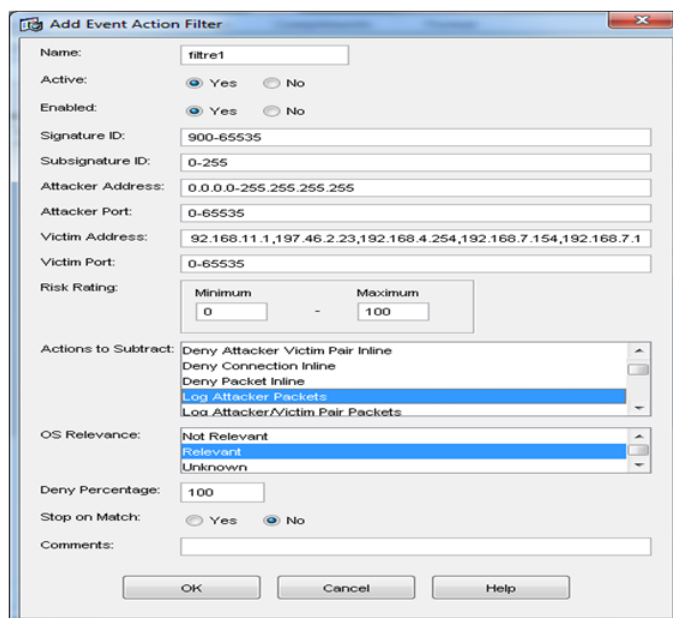 Add Event Action Filter
Name: filtre1
Active: Yes No
Enabled: Yes No
Signature ID: 900-65535
Subsignature ID: 0-255
Attacker Address: 0.0.0.0-255.255.255.255
Attacker Port: 0-65535
Victim Address: 92.168.11.1,197.46.2.23,192.168.4.254,192.168.7.154,192.168.7.1
Victim Port: 0-65535
Risk Rating: Minimum Maximum
0 - 100
Actions to Subtract: Deny Attacker Victim Pair Inline
Deny Connection Inline
Deny Packet Inline
Log Attacker Packets
Log Attacker/Victim Pair Packets
OS Relevance: Not Relevant
Relevant
Unknown
Deny Percentage: 100
Stop on Match: Yes No
Comments:
OK Cancel Help